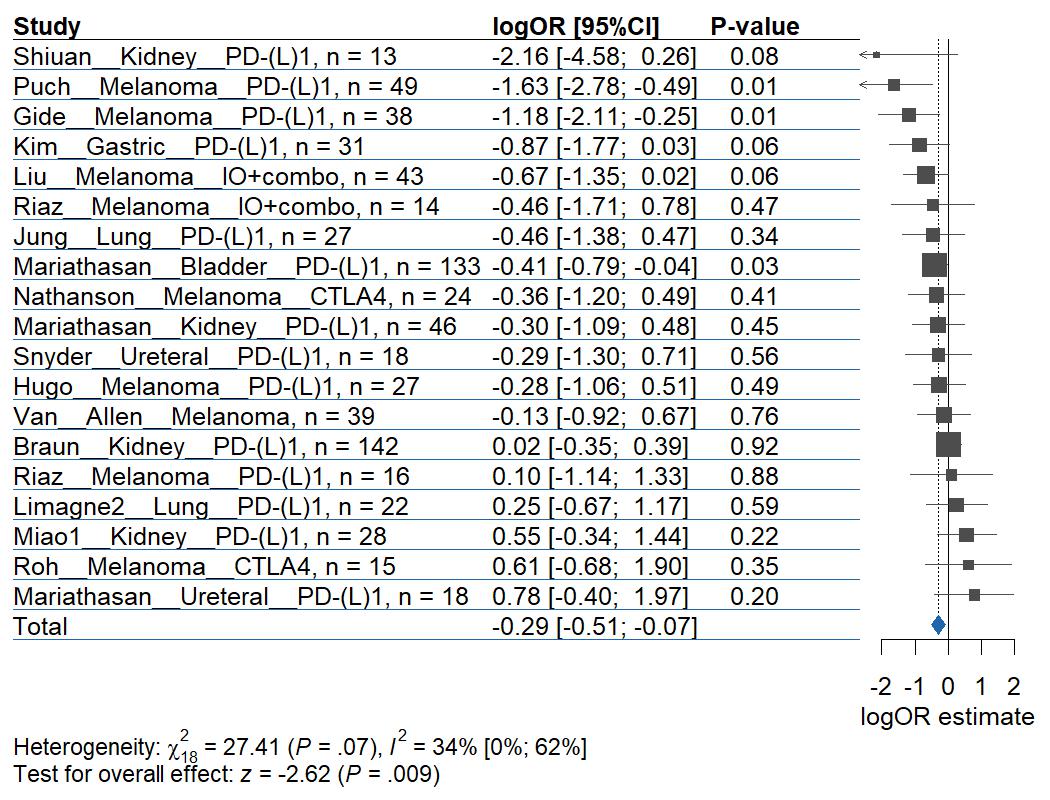 Study logOR [95%CI] P-value
Shiuan__Kidney__PD-(L)1, n = 13 -2.16 [-4.58; 0.26] 0.08
Puch__Melanoma__PD-(L)1, n = 49 -1.63 [-2.78; -0.49] 0.01
Gide__Melanoma__PD-(L)1, n = 38 -1.18 [-2.11; -0.25] 0.01
Kim__Gastric__PD-(L)1, n = 31 -0.87 [-1.77; 0.03] 0.06
Liu__Melanoma__IO+combo, n = 43 -0.67 [-1.35; 0.02] 0.06
Riaz__Melanoma__IO+combo, n = 14 -0.46 [-1.71; 0.78] 0.47
Jung__Lung__PD-(L)1, n = 27 -0.46 [-1.38; 0.47] 0.34
Mariathasan__Bladder__PD-(L)1, n = 133 -0.41 [-0.79; -0.04] 0.03
Nathanson__Melanoma__CTLA4, n = 24 -0.36 [-1.20; 0.49] 0.41
Mariathasan__Kidney__PD-(L)1, n = 46 -0.30 [-1.09; 0.48] 0.45
Snyder__Ureteral__PD-(L)1, n = 18 -0.29 [-1.30; 0.71] 0.56
Hugo__Melanoma__PD-(L)1, n = 27 -0.28 [-1.06; 0.51] 0.49
Van__Allen__Melanoma, n = 39 -0.13 [-0.92; 0.67] 0.76
Braun__Kidney__PD-(L)1, n = 142 0.02 [-0.35; 0.39] 0.92
Riaz__Melanoma__PD-(L)1, n = 16 0.10 [-1.14; 1.33] 0.88
Limagne2__Lung__PD-(L)1, n = 22 0.25 [-0.67; 1.17] 0.59
Miao1__Kidney__PD-(L)1, n = 28 0.55 [-0.34; 1.44] 0.22
Roh__Melanoma__CTLA4, n = 15 0.61 [-0.68; 1.90] 0.35
Mariathasan__Ureteral__PD-(L)1, n = 18 0.78 [-0.40; 1.97] 0.20
Total -0.29 [-0.51; -0.07]
-2 -1 0 1 2
logOR estimate
Heterogeneity: χ²₁₈ = 27.41 (P = .07), I² = 34% [0%; 62%]
Test for overall effect: z = -2.62 (P = .009)